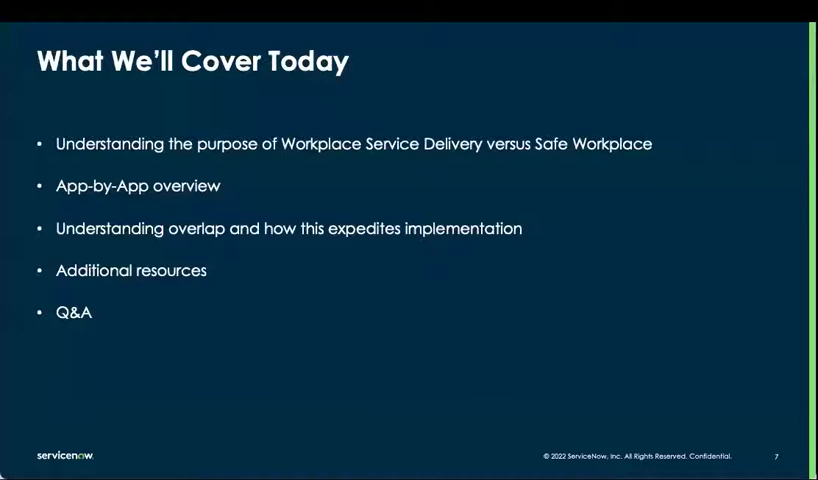 What We'll Cover Today
• Understanding the purpose of Workplace Service Delivery versus Safe Workplace
• App-by-App overview
• Understanding overlap and how this expedites implementation
• Additional resources
• Q&A
servicenow
© 2022 ServiceNow, Inc. All Rights Reserved. Confidential.
7